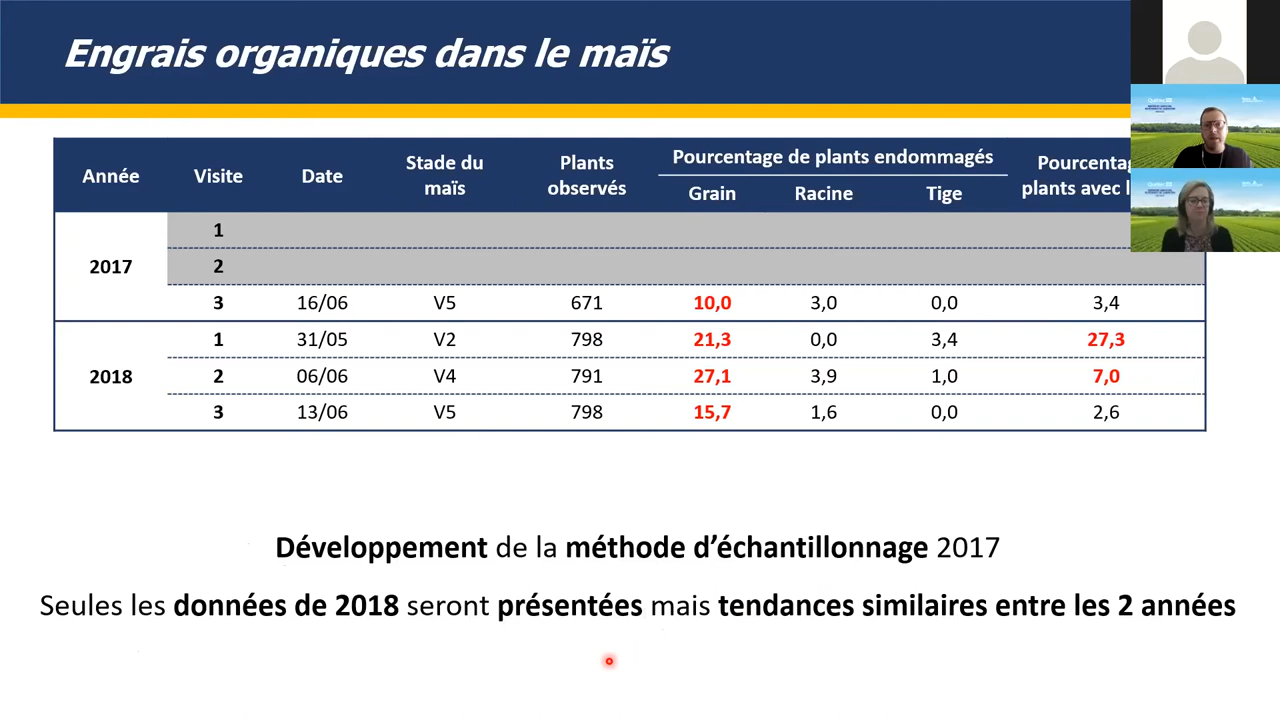 Engrais organiques dans le maïs
Année Visite Date Stade du maïs Plants observés Pourcentage de plants endommagés plants avec
Grain Racine Tige
2017
1
2
3 16/06 V5 671 10,0 3,0 0,0 3,4
2018
1 31/05 V2 798 21,3 0,0 3,4 27,3
2 06/06 V4 791 27,1 3,9 1,0 7,0
3 13/06 V5 798 15,7 1,6 0,0 2,6
Développement de la méthode d'échantillonnage 2017
Seules les données de 2018 seront présentées mais tendances similaires entre les 2 années